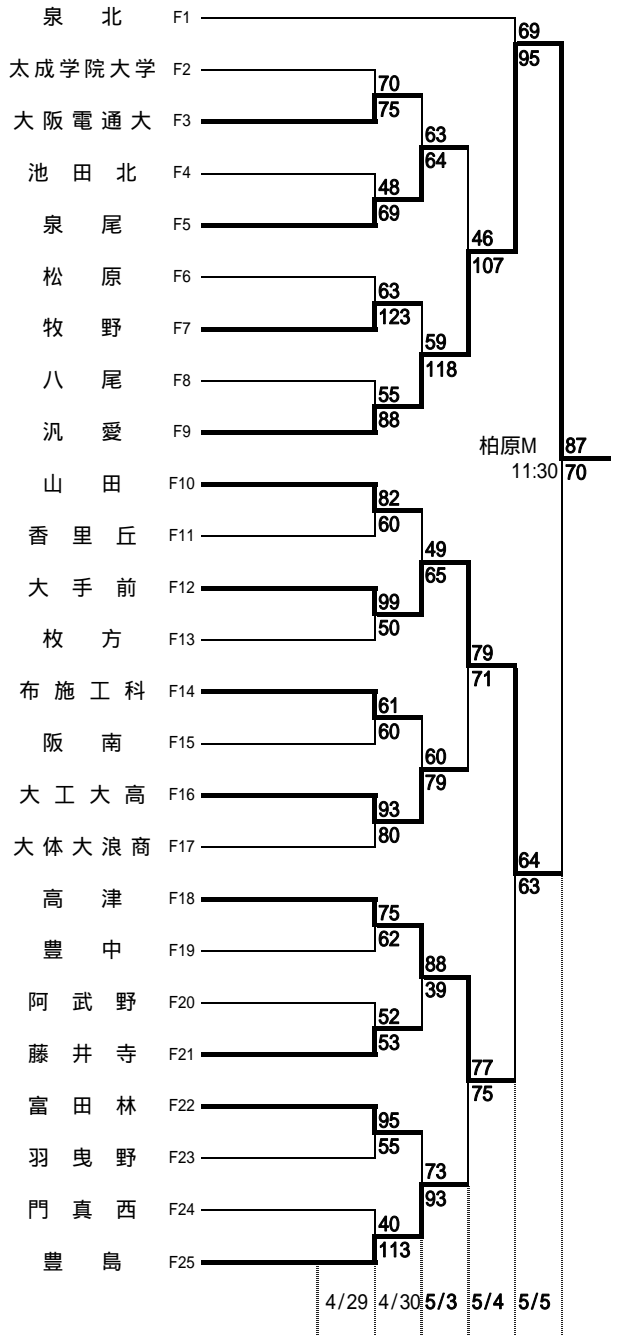 泉北 F1
69
95
太成学院大学 F2
70
75
大阪電通大 F3
63
64
池田北 F4
48
69
泉尾 F5
46
107
松原 F6
63
123
牧野 F7
59
118
八尾 F8
55
88
汎愛 F9
柏原M 87
11:30 70
山田 F10
82
60
香里丘 F11
49
65
大手前 F12
99
50
枚方 F13
79
71
布施工科 F14
61
60
阪南 F15
60
79
大工大高 F16
93
80
大体大浪商 F17
64
63
高津 F18
75
62
豊中 F19
88
39
阿武野 F20
52
53
藤井寺 F21
77
75
富田林 F22
95
55
羽曳野 F23
73
93
門真西 F24
40
113
豊島 F25
4/29 4/30 5/3 5/4 5/5